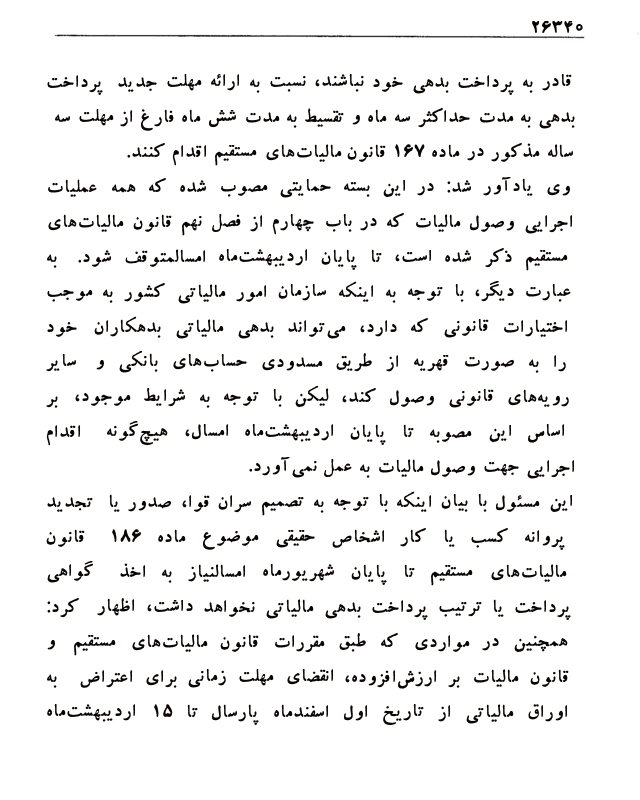 ۲۶۳۴۰
قادر به پرداخت بدهی خود نباشند، نسبت به ارائه مهلت جدید پرداخت
بدهی به مدت حداکثر سه ماه و تقسیط به مدت شش ماه فارغ از مهلت سه
ساله مذکور در ماده ۱۶۷ قانون مالیات‌های مستقیم اقدام کنند.
وی یادآور شد: در این بسته حمایتی مصوب شده که همه عملیات
اجرایی وصول مالیات که در باب چهارم از فصل نهم قانون مالیات‌های
مستقیم ذکر شده است، تا پایان اردیبهشت‌ماه امسالمتوقف شود. به
عبارت دیگر، با توجه به اینکه سازمان امور مالیاتی کشور به موجب
اختیارات قانونی که دارد، می‌تواند بدهی مالیاتی بدهکاران خود
را به صورت قهریه از طریق مسدودی حساب‌های بانکی و سایر
رویه‌های قانونی وصول کند، لیکن با توجه به شرایط موجود، بر
اساس این مصوبه تا پایان اردیبهشت‌ماه امسال، هیچ‌گونه اقدام
اجرایی جهت وصول مالیات به عمل نمی‌آورد.
این مسئول با بیان اینکه با توجه به تصمیم سران قوا، صدور یا تجدید
پروانه کسب یا کار اشخاص حقیقی موضوع ماده ۱۸۶ قانون
مالیات‌های مستقیم تا پایان شهریورماه امسالنیاز به اخذ گواهی
پرداخت یا ترتیب پرداخت بدهی مالیاتی نخواهد داشت، اظهار کرد:
همچنین در مواردی که طبق مقررات قانون مالیات‌های مستقیم و
قانون مالیات بر ارزش‌افزوده، انقضای مهلت زمانی برای اعتراض به
اوراق مالیاتی از تاریخ اول اسفندماه پارسال تا ۱۵ اردیبهشت‌ماه